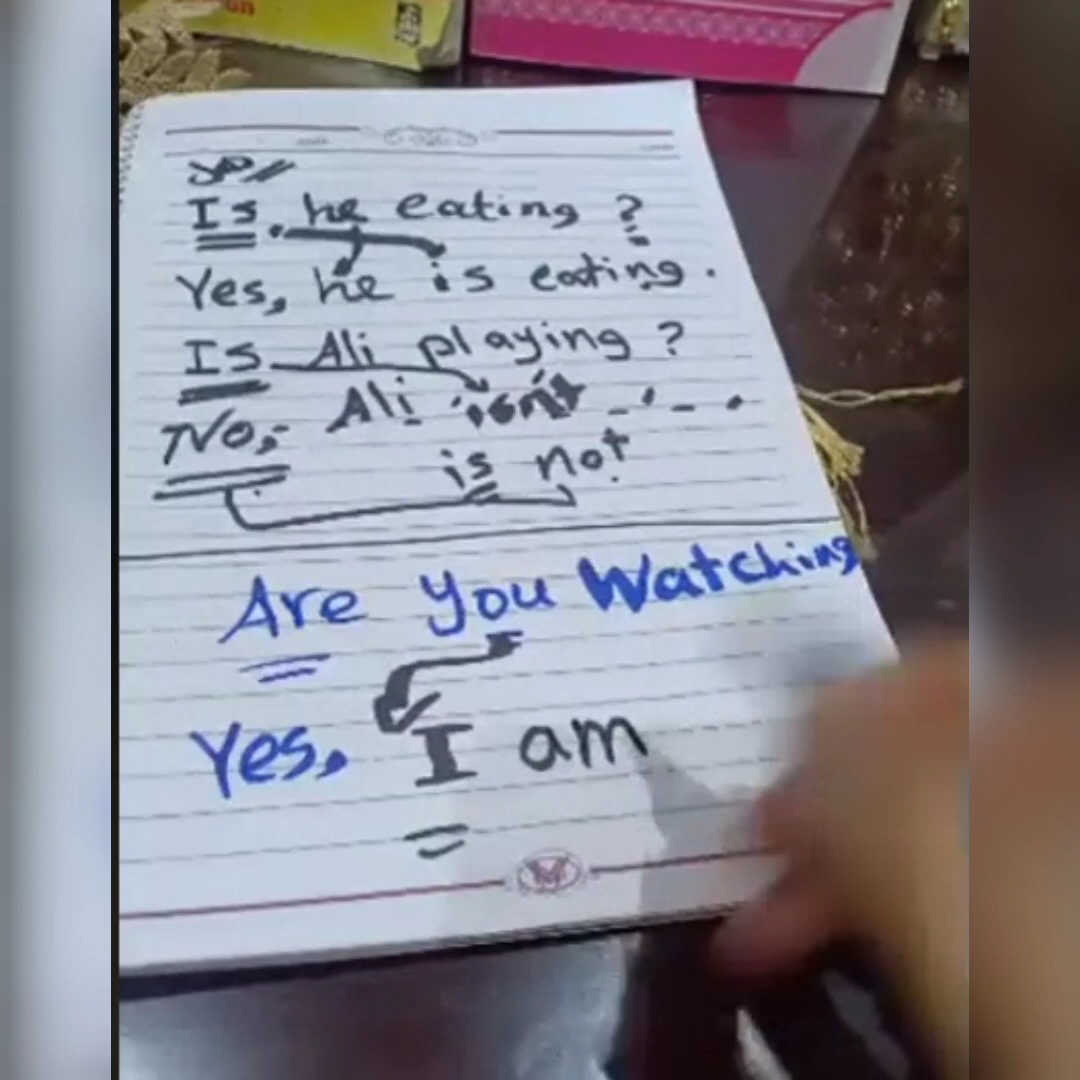 Is he eating ?
Yes, he is eating .
Is Ali playing ?
No, Ali isn't
is not
Are you Watching
Yes, I am